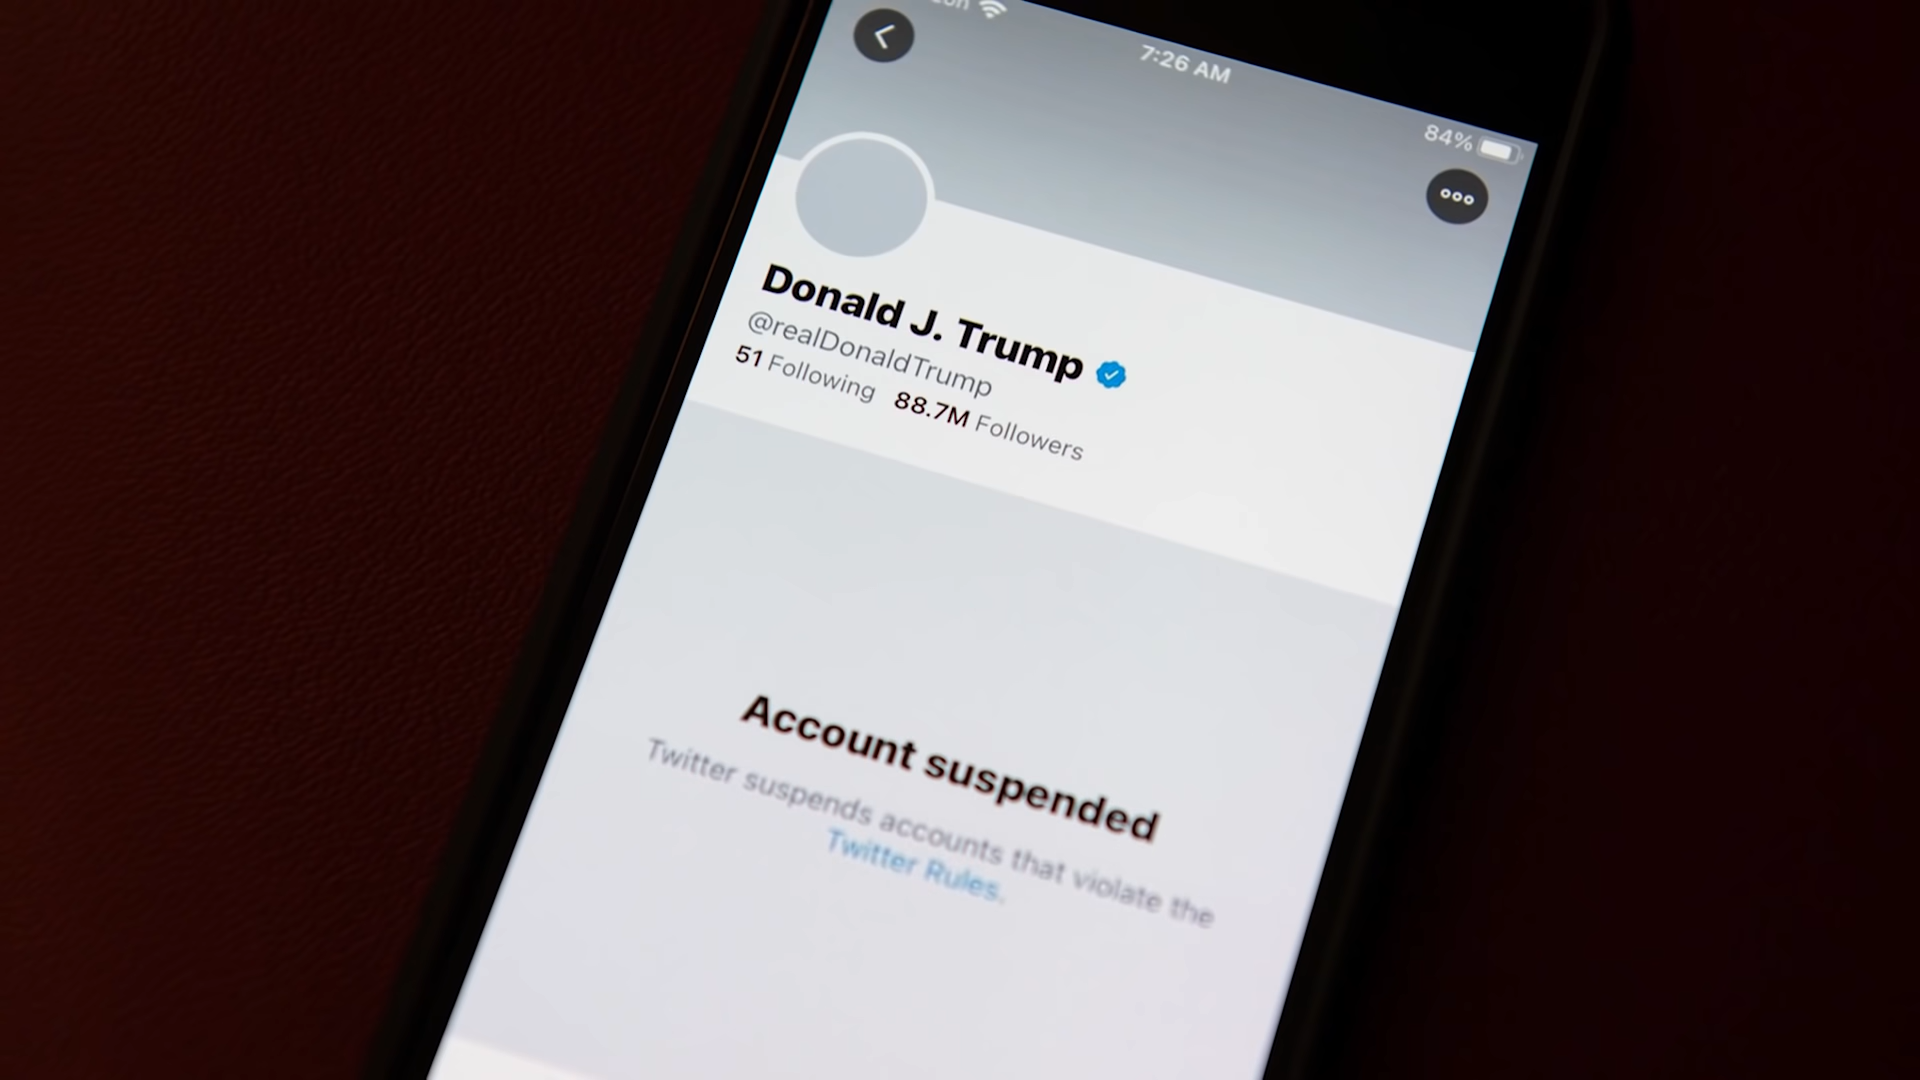 7:26 AM
84%
Donald J. Trump
@realDonaldTrump
51 Following 88.7M Followers
Account suspended
Twitter suspends accounts that violate the
Twitter Rules.